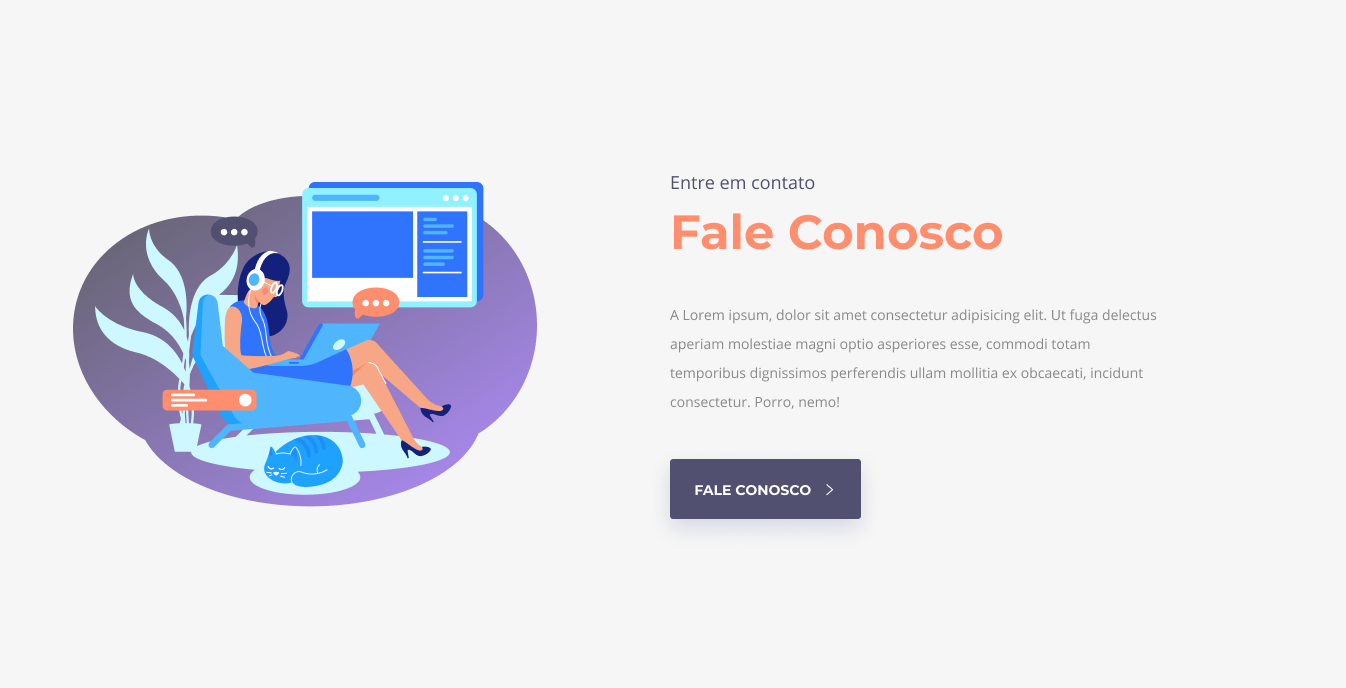 Entre em contato
Fale Conosco
A Lorem ipsum, dolor sit amet consectetur adipisicing elit. Ut fuga delectus
aperiam molestiae magni optio asperiores esse, commodi totam
temporibus dignissimos perferendis ullam mollitia ex obcaecati, incidunt
consectetur. Porro, nemo!
FALE CONOSCO